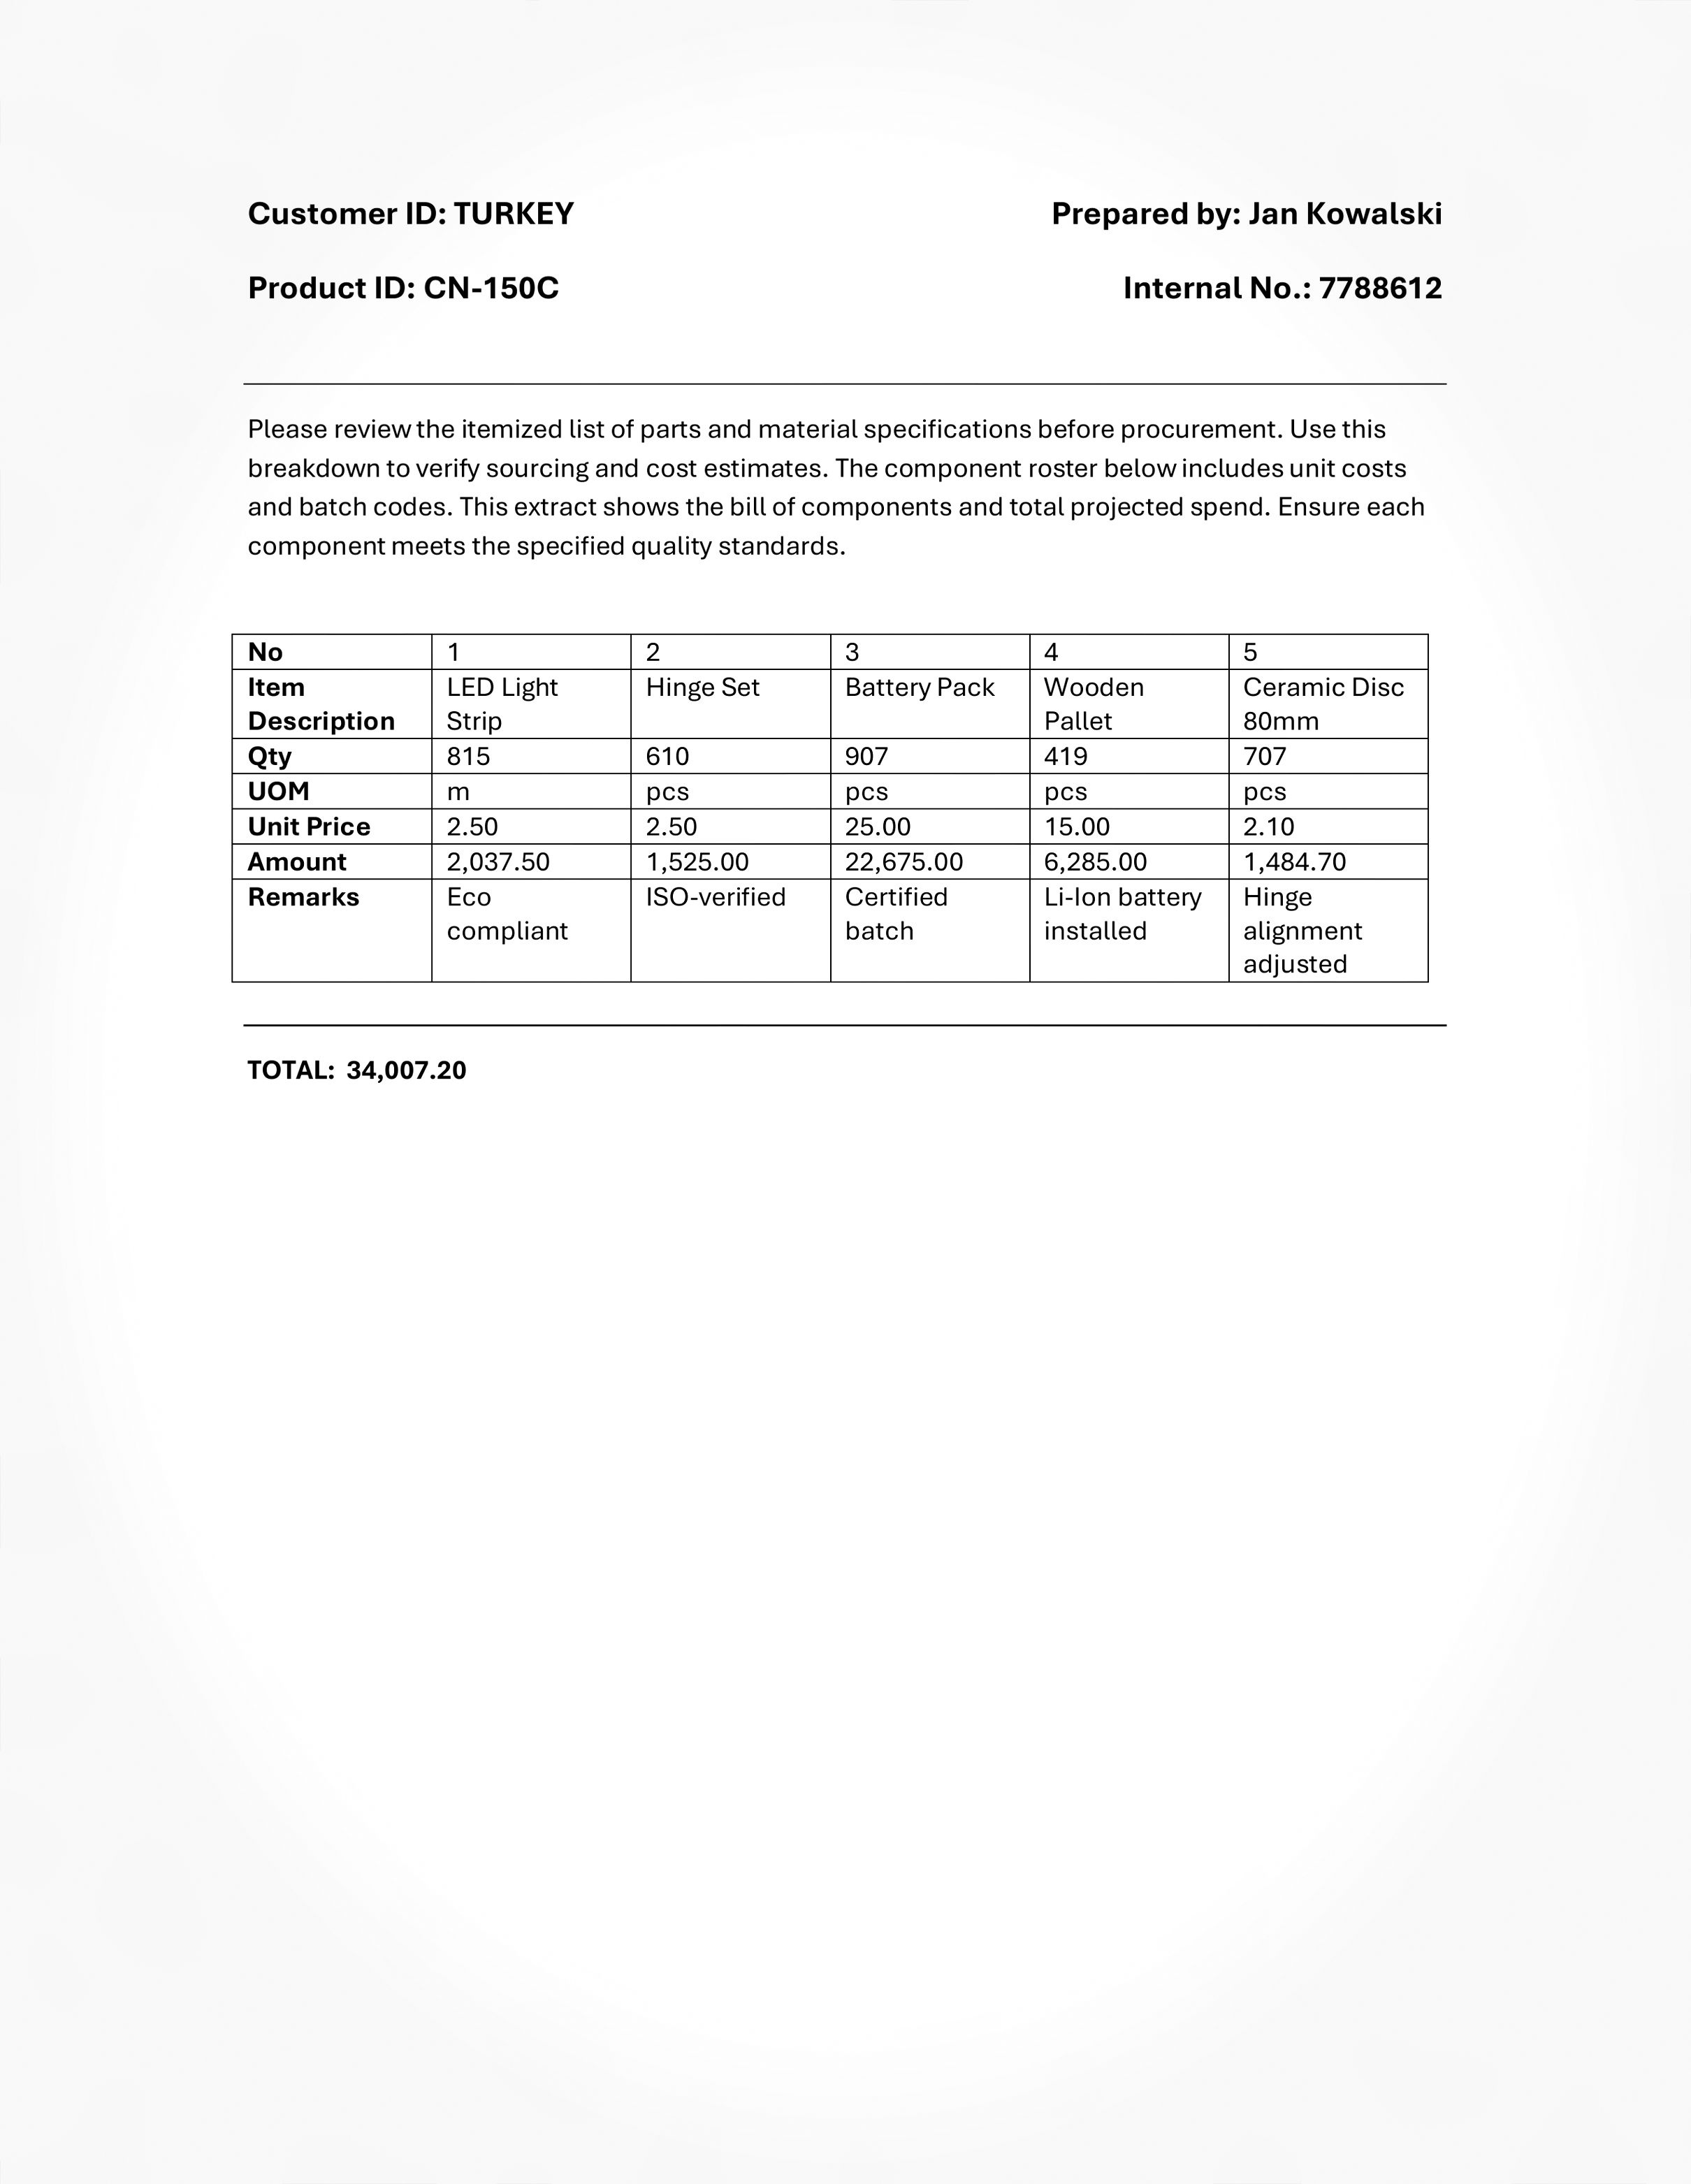 Customer ID: TURKEY Prepared by: Jan Kowalski
Product ID: CN-150C Internal No.: 7788612
Please review the itemized list of parts and material specifications before procurement. Use this
breakdown to verify sourcing and cost estimates. The component roster below includes unit costs
and batch codes. This extract shows the bill of components and total projected spend. Ensure each
component meets the specified quality standards.
No 1 2 3 4 5
Item LED Light Hinge Set Battery Pack Wooden Ceramic Disc
Description Strip Pallet 80mm
Qty 815 610 907 419 707
UOM m pcs pcs pcs pcs
Unit Price 2.50 2.50 25.00 15.00 2.10
Amount 2,037.50 1,525.00 22,675.00 6,285.00 1,484.70
Remarks Eco ISO-verified Certified Li-Ion battery Hinge
compliant batch installed alignment
adjusted
TOTAL: 34,007.20